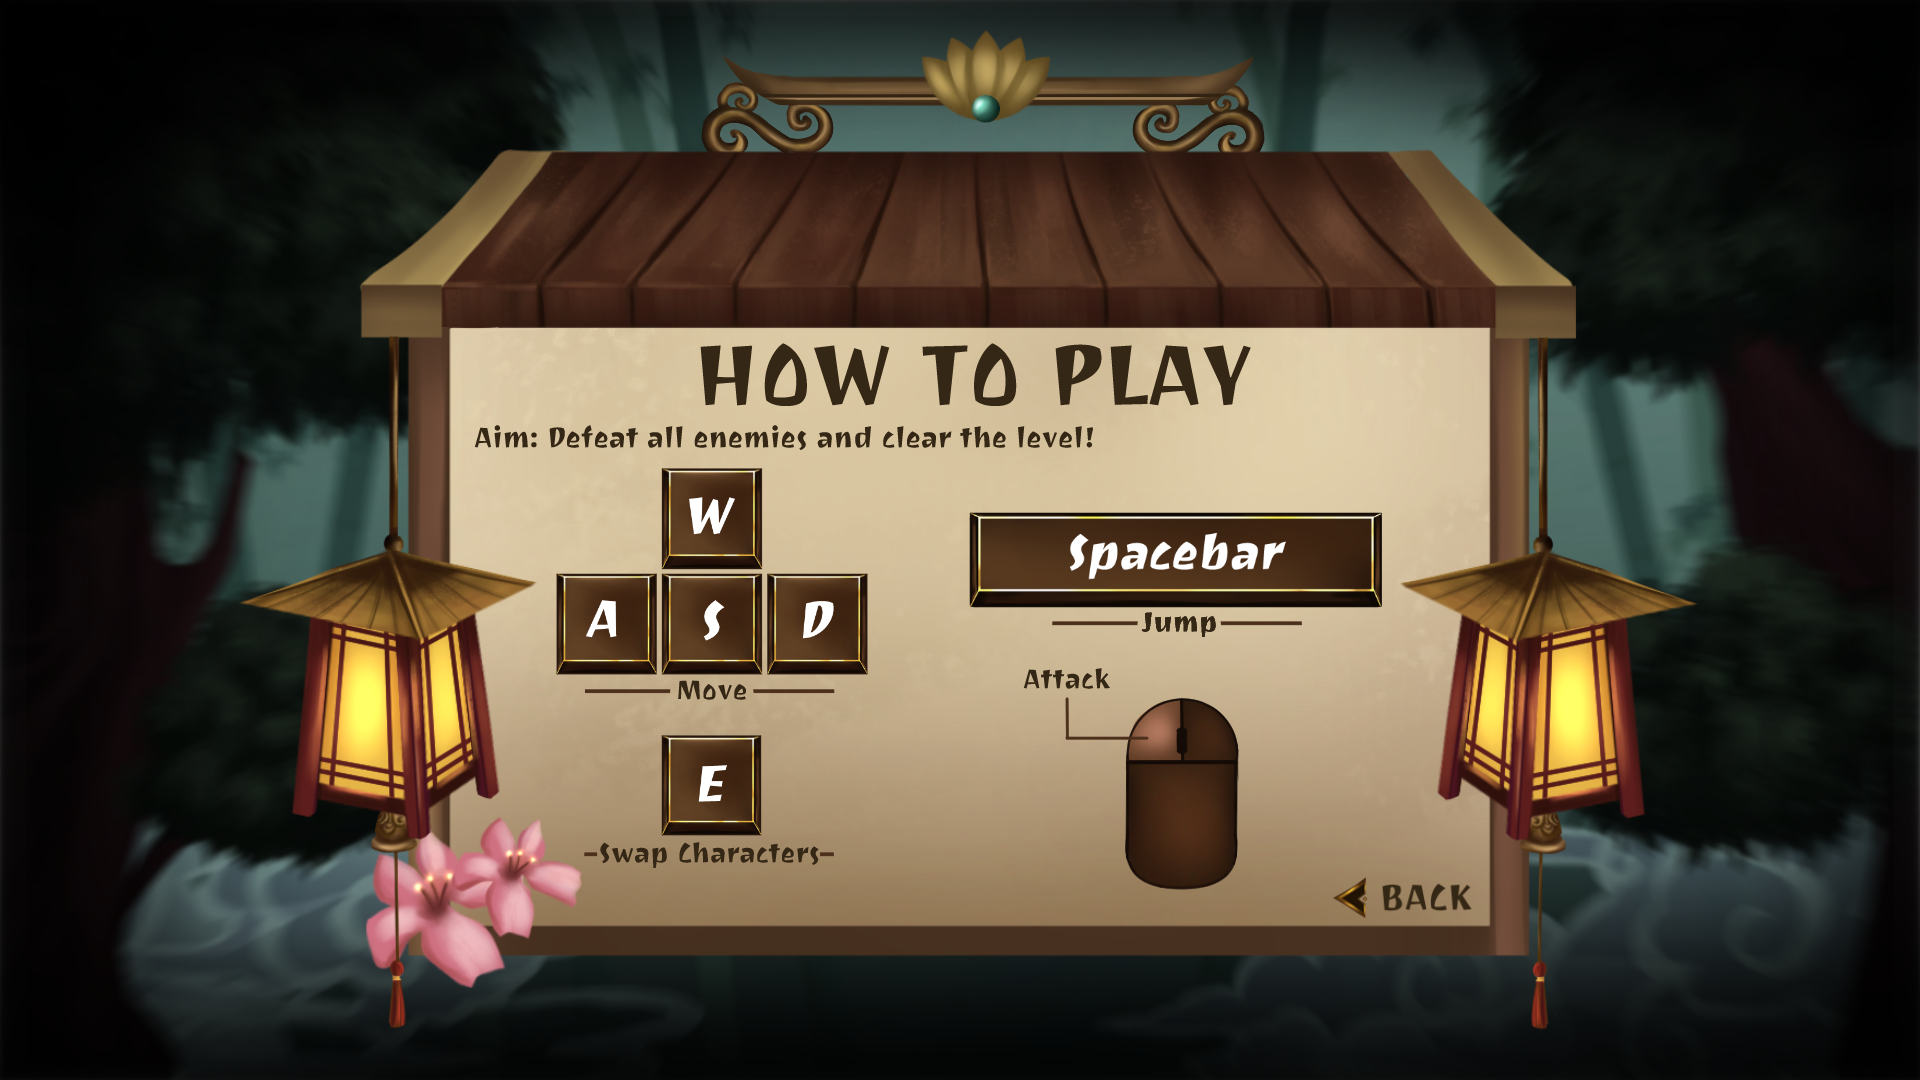 HOW TO PLAY
Aim: Defeat all enemies and clear the level!
W
A S D
Move
E
Swap Characters
Spacebar
Jump
Attack
BACK